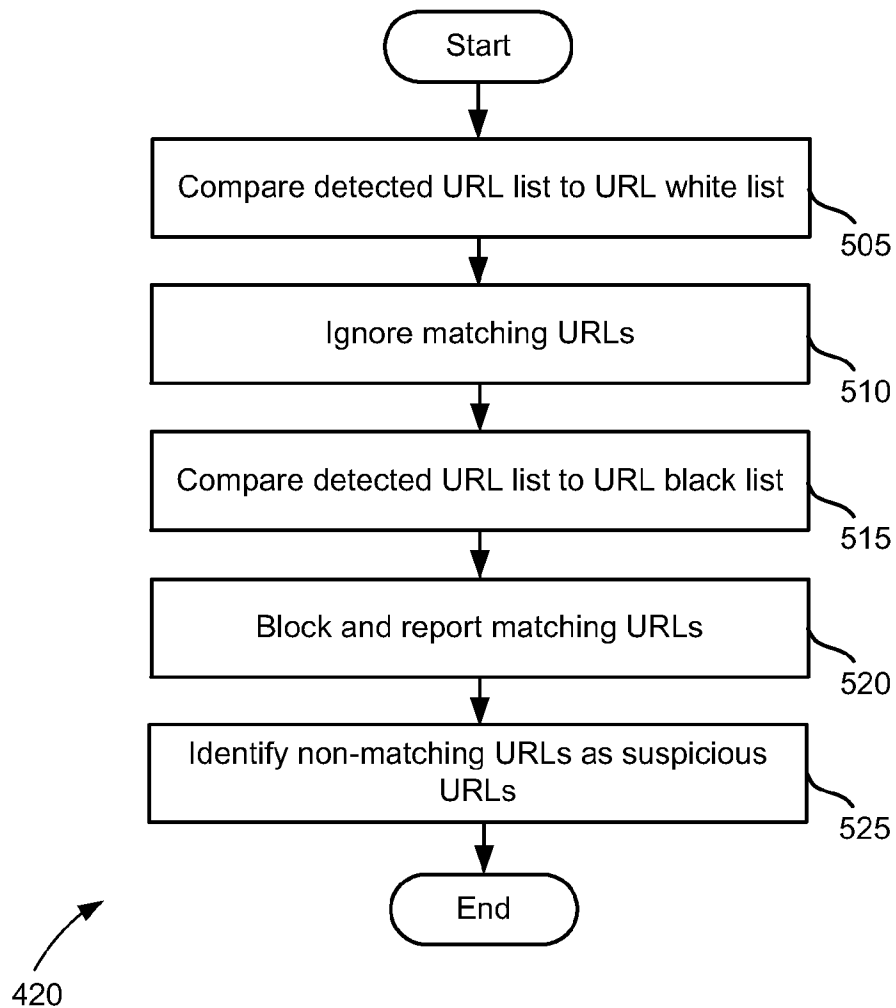 Start
Compare detected URL list to URL white list
505
Ignore matching URLs
510
Compare detected URL list to URL black list
515
Block and report matching URLs
520
Identify non-matching URLs as suspicious
URLs
525
End
420